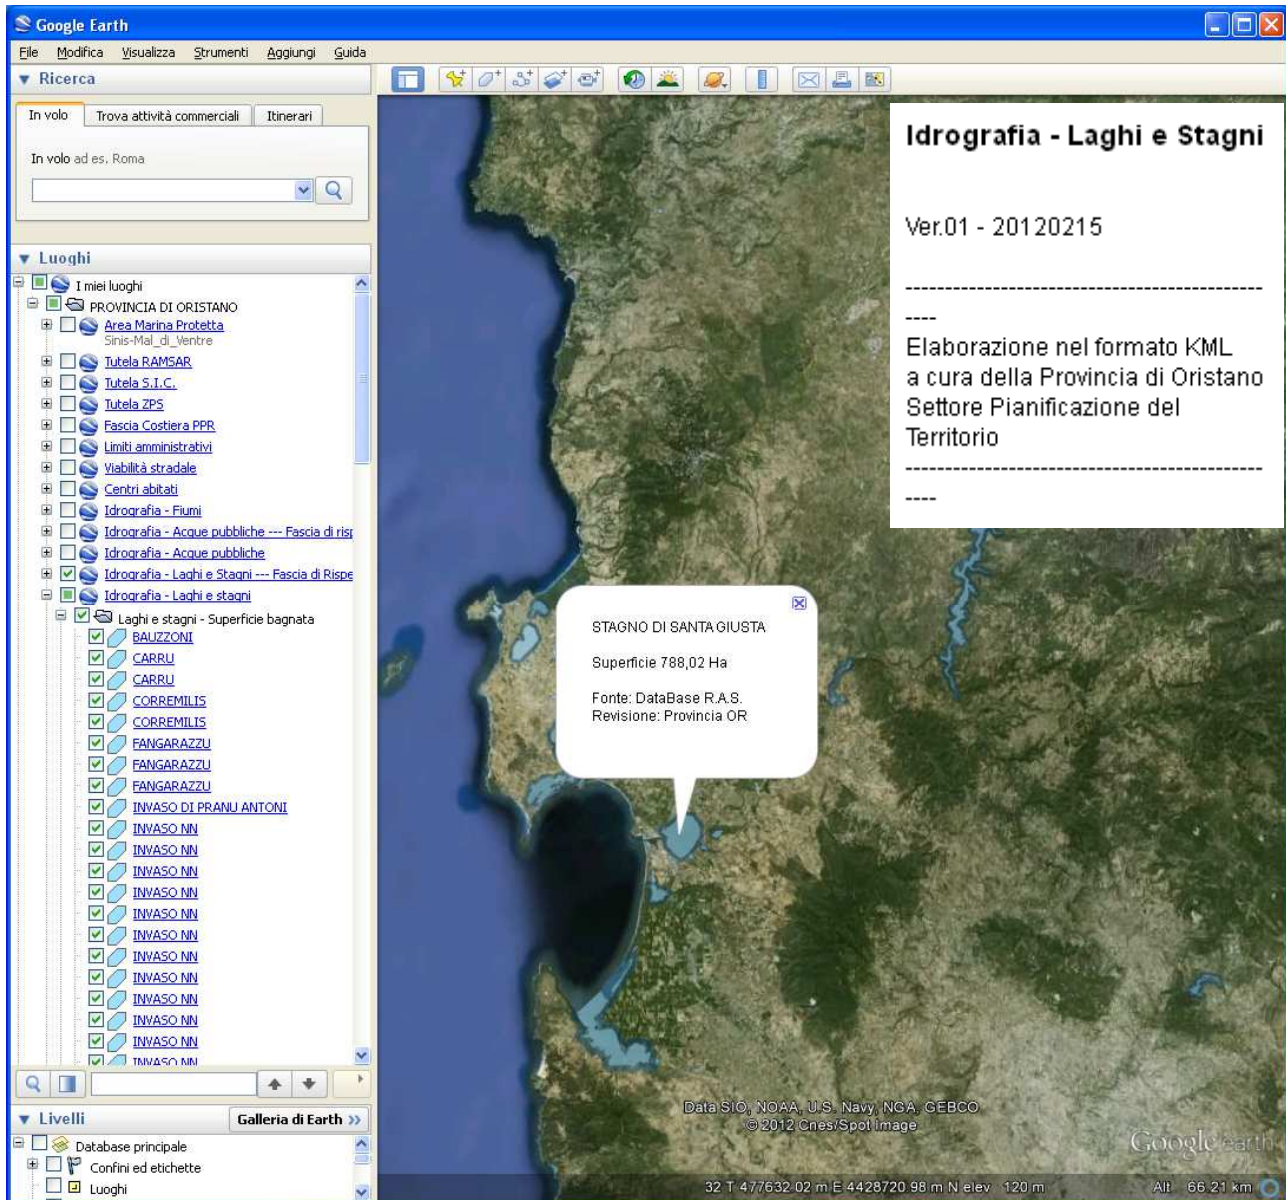 Google Earth
File Modifica Visualizza Strumenti Aggiungi Guida
Ricerca
In volo Trova attività commerciali Itinerari
In volo ad es. Roma
Luoghi
I miei luoghi
PROVINCIA DI ORISTANO
Area Marina Protetta
Sinis-Mal_di_Ventre
Tutela RAMSAR
Tutela S.I.C.
Tutela ZPS
Fascia Costiera PPR
Limiti amministrativi
Viabilità stradale
Centri abitati
Idrografia - Fiumi
Idrografia - Acque pubbliche --- Fascia di risp
Idrografia - Acque pubbliche
Idrografia - Laghi e Stagni --- Fascia di Rispe
Idrografia - Laghi e stagni
Laghi e stagni - Superficie bagnata
BAUZZONI
CARRU
CARRU
CORREMILIS
CORREMILIS
FANGARAZZU
FANGARAZZU
FANGARAZZU
INVASO DI PRANU ANTONI
INVASO NN
INVASO NN
INVASO NN
INVASO NN
INVASO NN
INVASO NN
INVASO NN
INVASO NN
INVASO NN
INVASO NN
INVASO NN
INVASO NN
Livelli
Galleria di Earth >>
Database principale
Confini ed etichette
Luoghi
Idrografia - Laghi e Stagni
Ver.01 - 20120215
----------------------------------------------
----
Elaborazione nel formato KML
a cura della Provincia di Oristano
Settore Pianificazione del
Territorio
----------------------------------------------
----
STAGNO DI SANTA GIUSTA
Superficie 788,02 Ha
Fonte: DataBase R.A.S.
Revisione: Provincia OR
Data SIO, NOAA, U.S. Navy, NGA, GEBCO
© 2012 Cnes/Spot Image
Google earth
32 T 477632.02 m E 4428720.98 m N elev 120 m
Alt 66.21 km